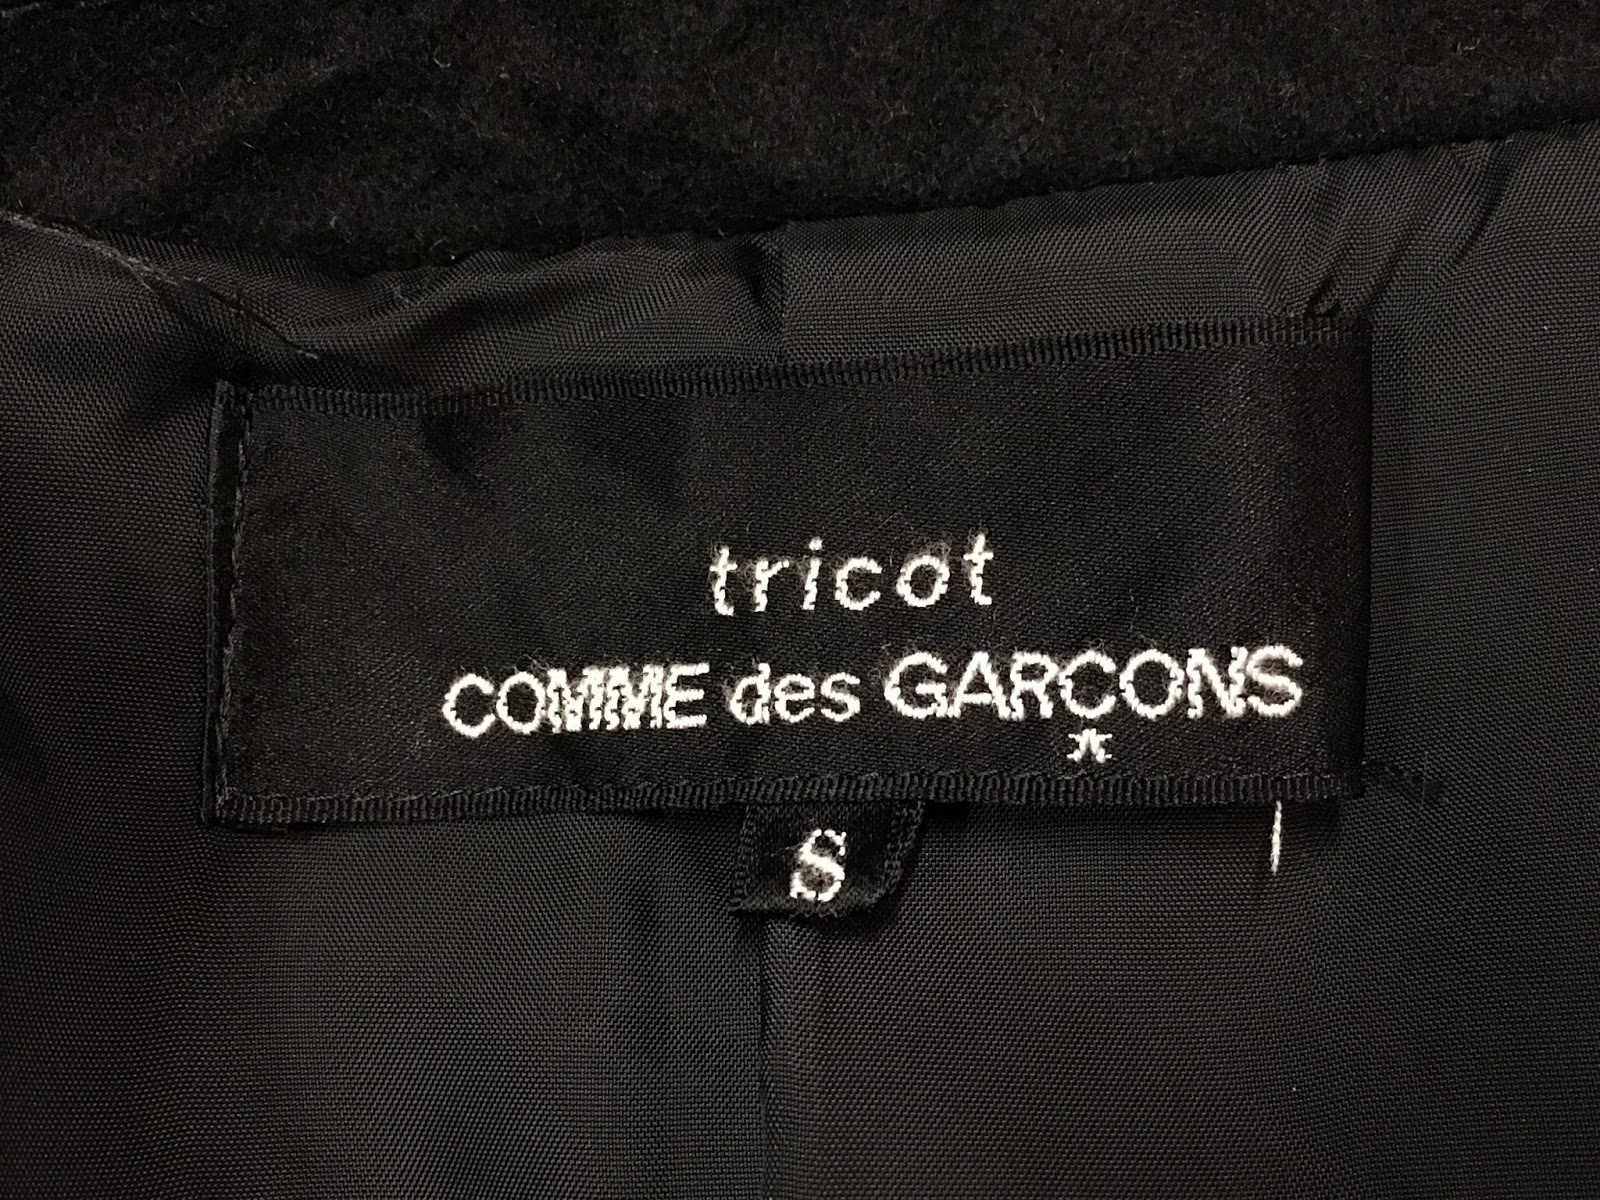 tricot
COMME des GARÇONS
*
S